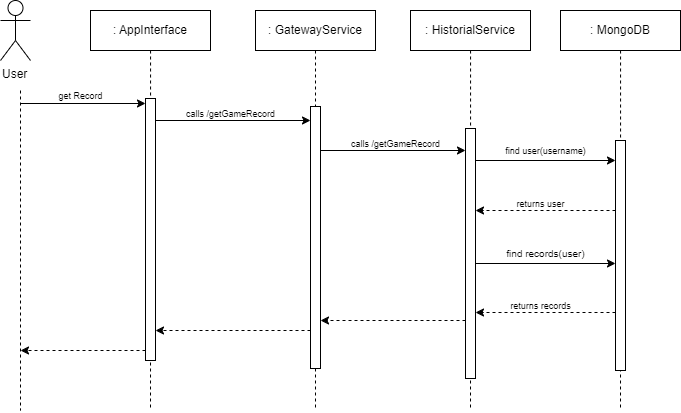 : AppInterface
: GatewayService
: HistorialService
: MongoDB
User
get Record
calls /getGameRecord
calls /getGameRecord
find user(username)
returns user
find records(user)
returns records